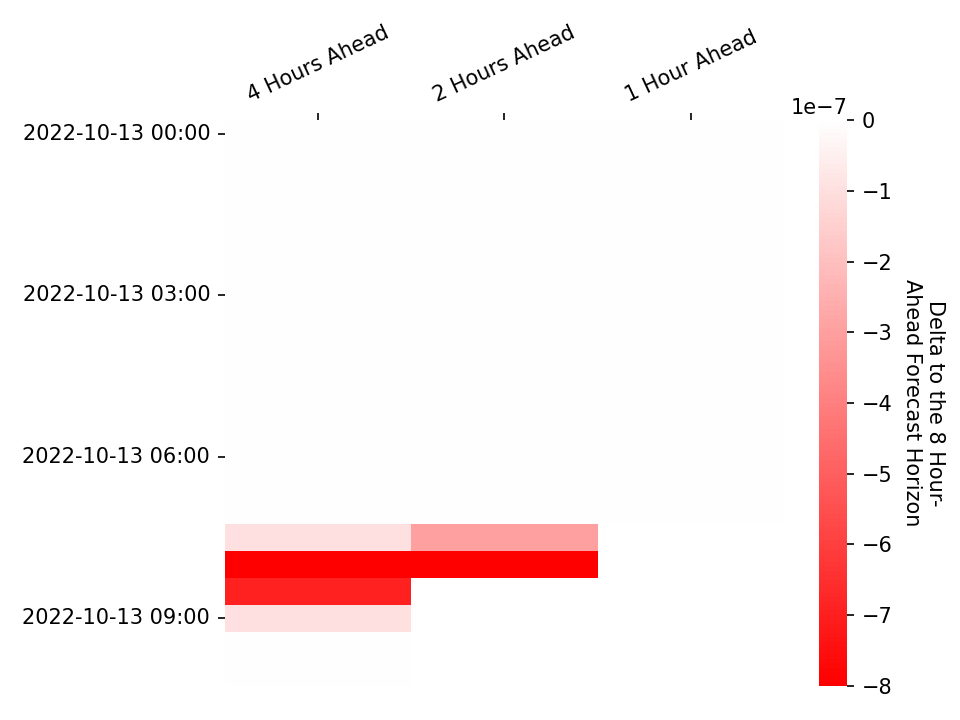 4 Hours Ahead
2 Hours Ahead
1 Hour Ahead
1e−7
2022-10-13 00:00
2022-10-13 03:00
2022-10-13 06:00
2022-10-13 09:00
0
−1
−2
−3
−4
−5
−6
−7
−8
Delta to the 8 Hour-
Ahead Forecast Horizon